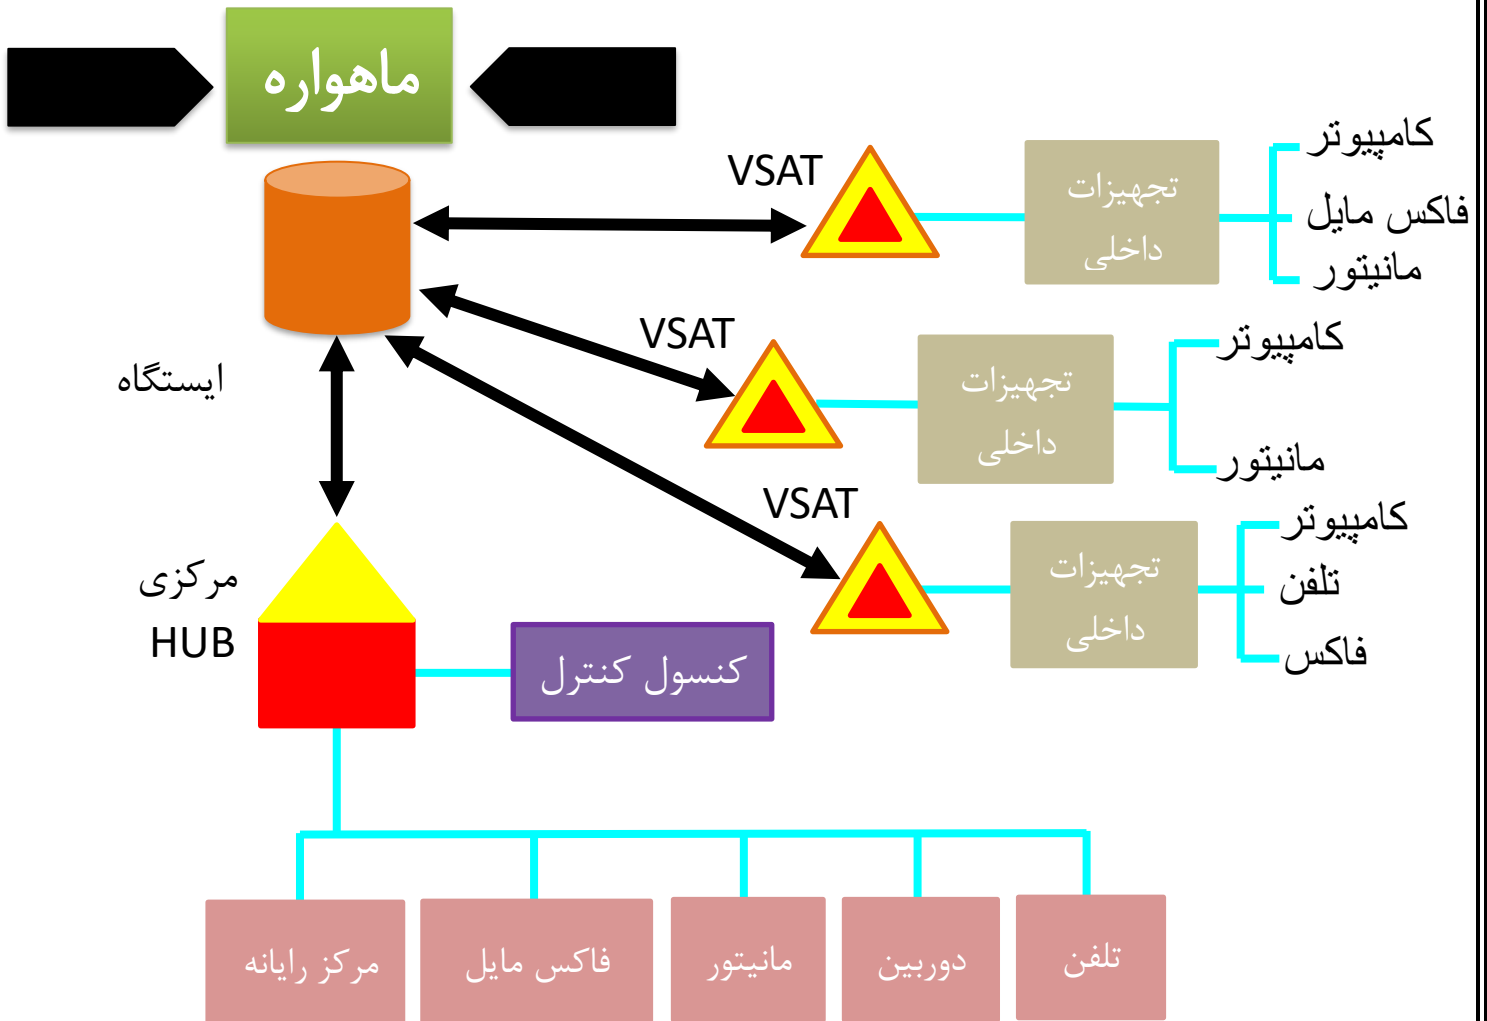 ماهواره
VSAT
تجهیزات
داخلی
کامپیوتر
فاکس مایل
مانیتور
VSAT
تجهیزات
داخلی
کامپیوتر
مانیتور
ایستگاه
VSAT
تجهیزات
داخلی
کامپیوتر
تلفن
فاکس
مرکزی
HUB
کنسول کنترل
تلفن
دوربین
مانیتور
فاکس مایل
مرکز رایانه